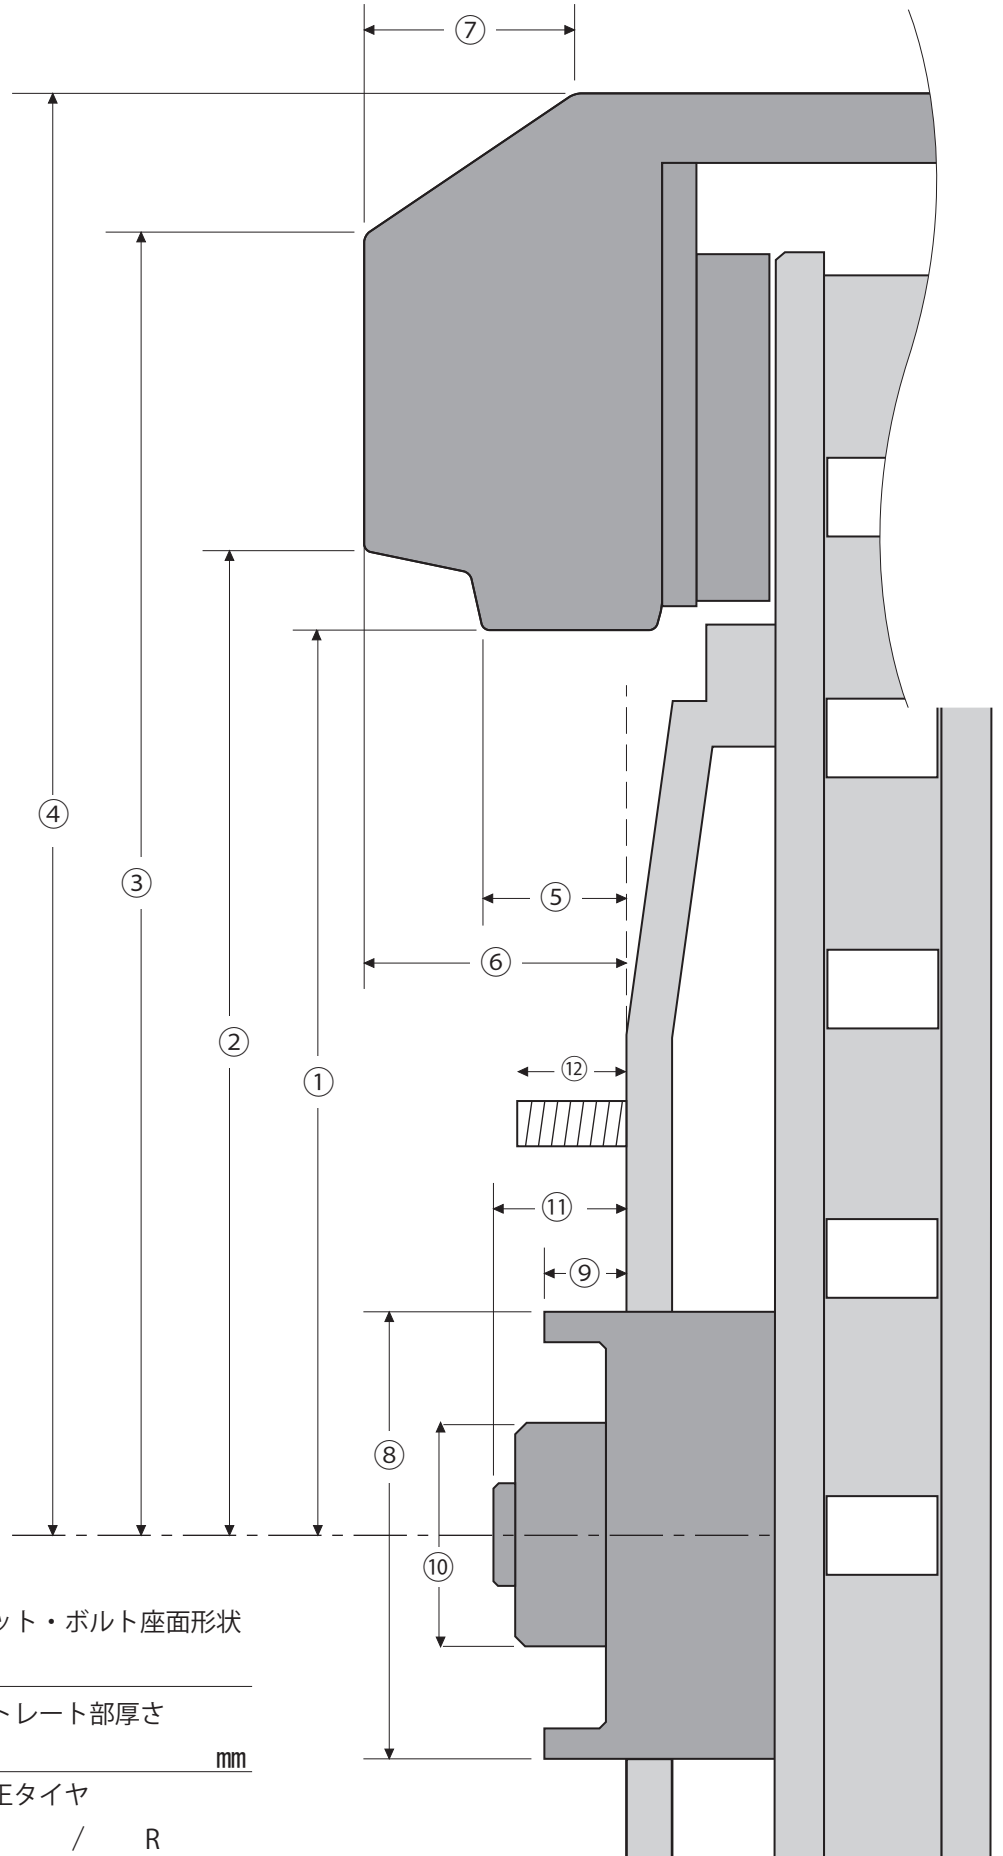 ⑦
④
③
⑤
⑥
②
⑫
①
⑪
⑨
⑧
⑩
ット・ボルト座面形状
トレート部厚さ
mm
正タイヤ
/ R